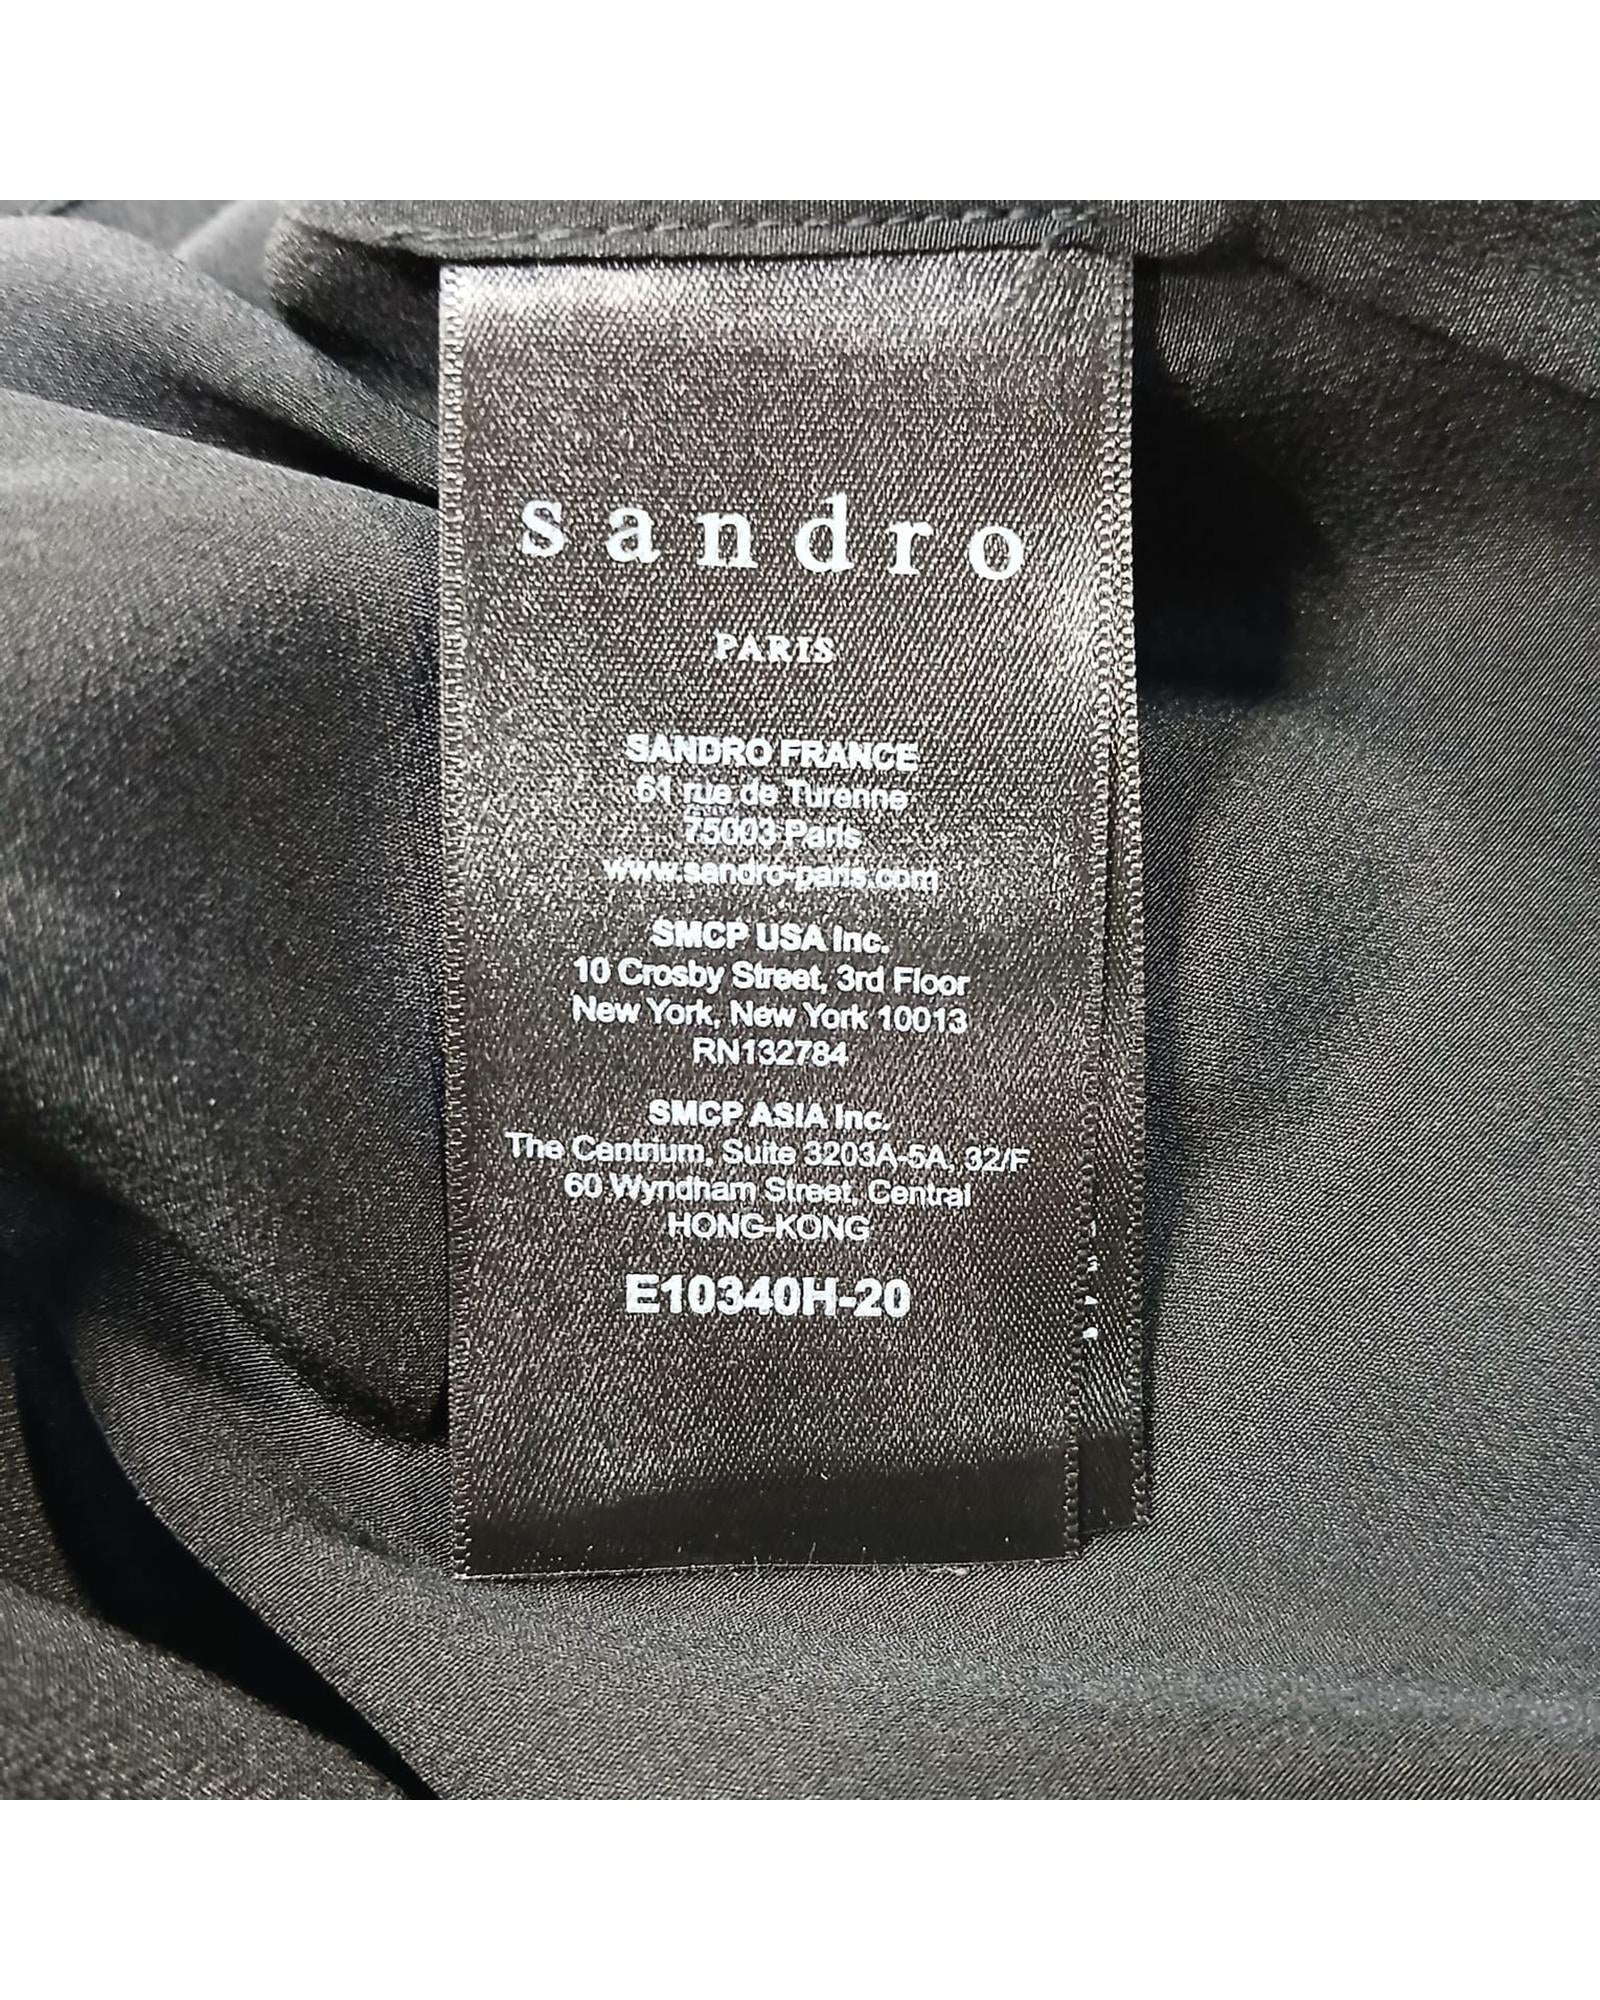 sandro
PARIS
SANDRO FRANCE
61 rue de Turenne
75003 Paris
www.sandro-paris.com
SMCP USA Inc.
10 Crosby Street, 3rd Floor
New York, New York 10013
RN132784
SMCP ASIA Inc.
The Centrium, Suite 3203A-5A, 32/F
60 Wyndham Street, Central
HONG-KONG
E10340H-20